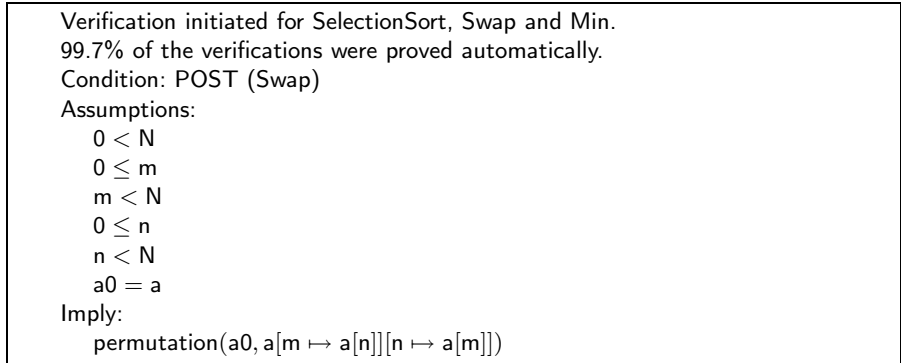 Verification initiated for SelectionSort, Swap and Min.
99.7% of the verifications were proved automatically.
Condition: POST (Swap)
Assumptions:
0 < N
0 ≤ m
m < N
0 ≤ n
n < N
a0 = a
Imply:
permutation(a0, a[m ↦ a[n]][n ↦ a[m]])